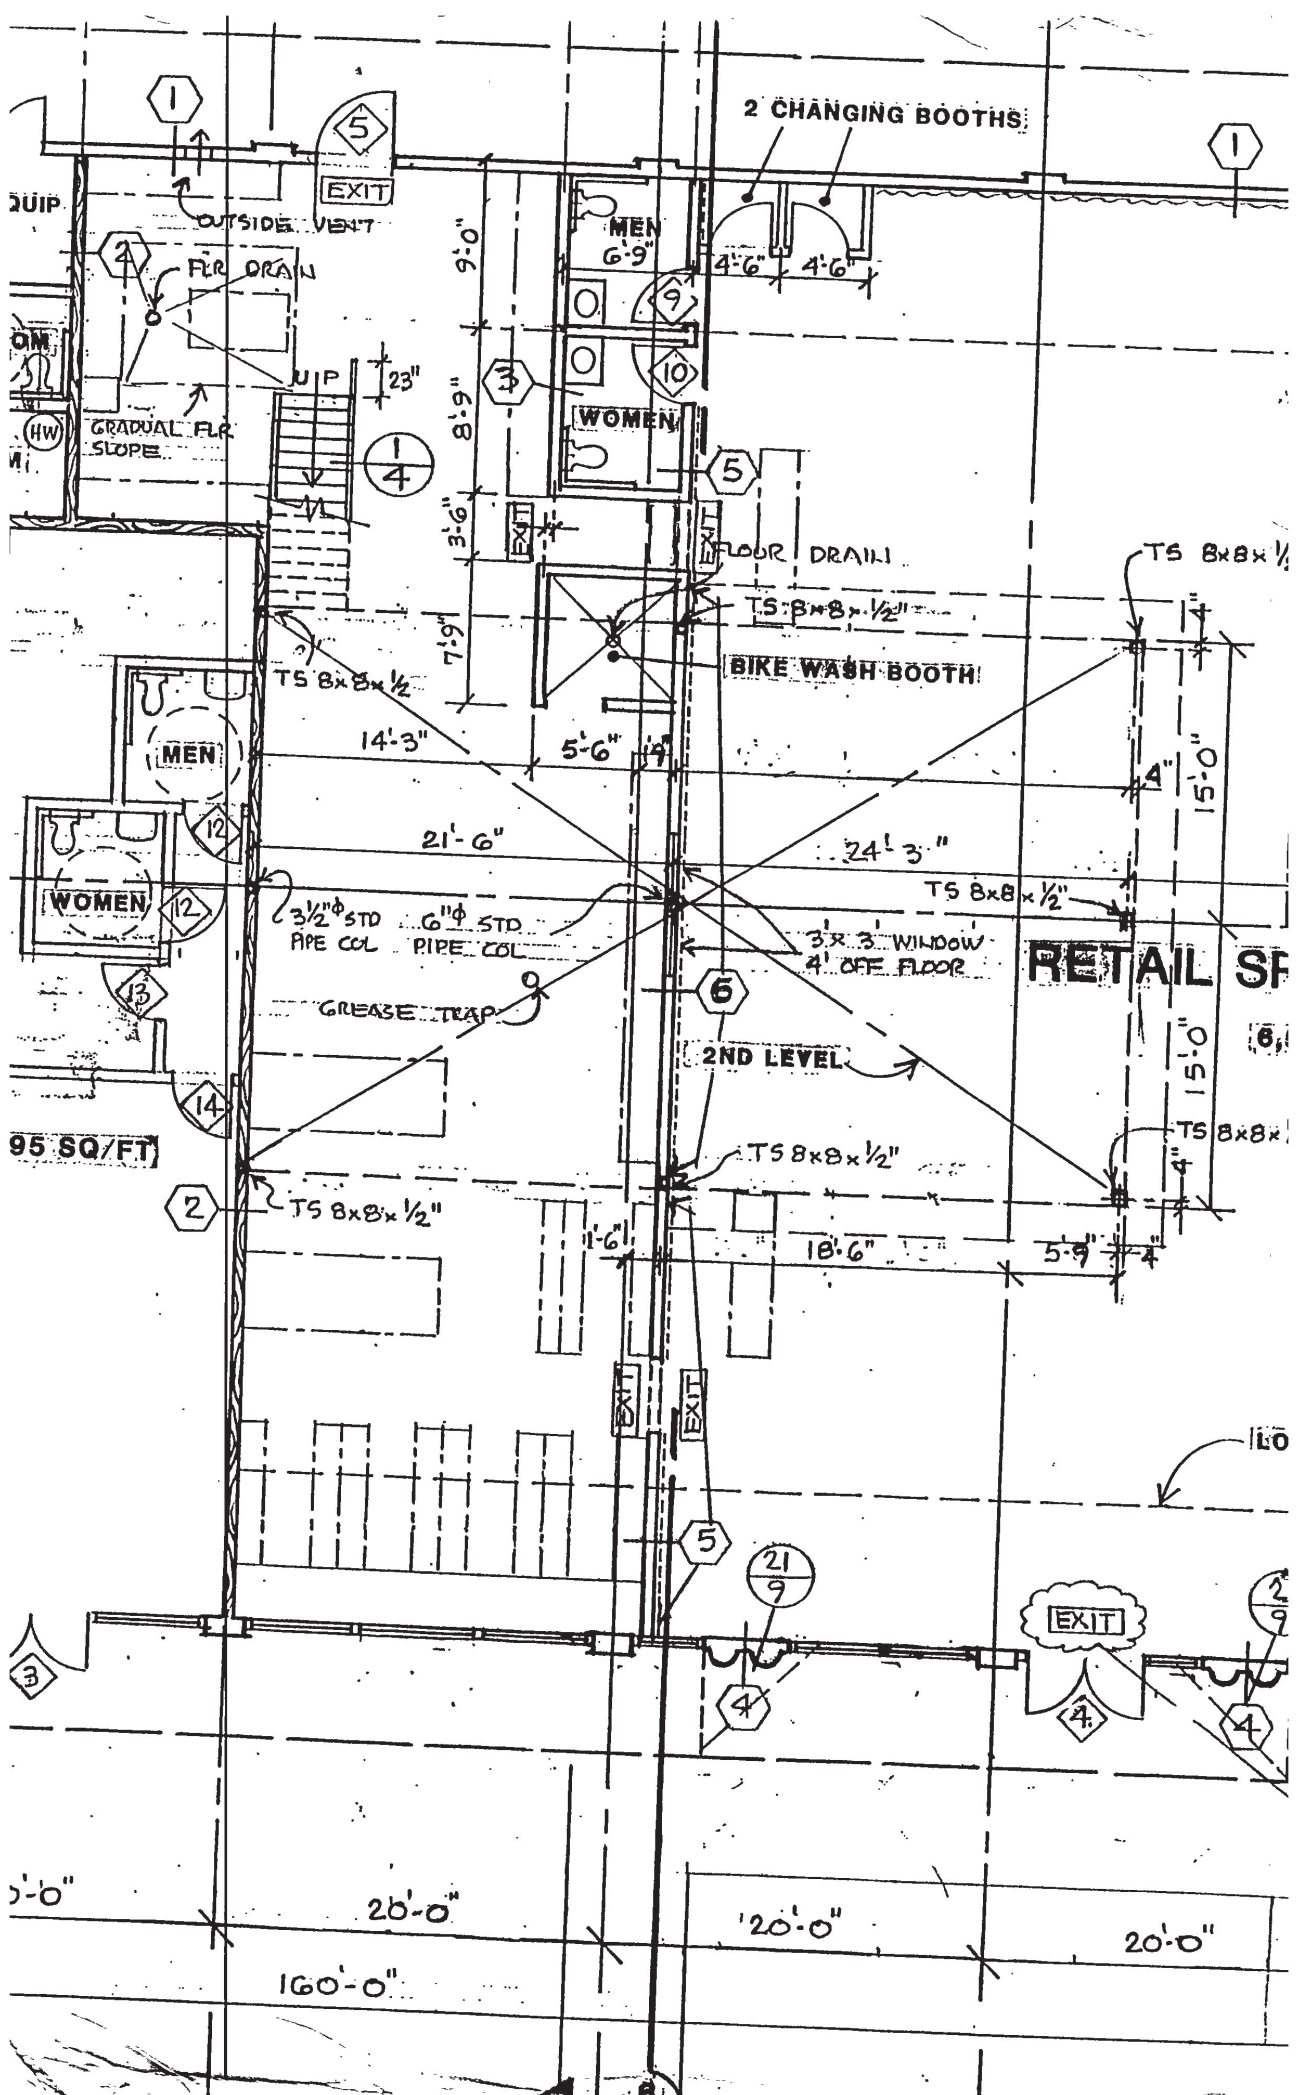 1
2 CHANGING BOOTHS
5
1
EXIT
QUIP
OUTSIDE VENT
MEN
6'-9"
9'-0"
2
FLR DRAIN
4'-6"
4'-6"
9
OM
UP
23"
3
10
HW
GRADUAL FLR
SLOPE
WOMEN
8'-9"
1
4
5
M
3'-6"
EXIT
EXIT
FLOOR DRAIN
TS 8x8x
4"
TS 8x8x1/2"
7'-9"
BIKE WASH BOOTH
TS 8x8x1/2
MEN
14'-3"
5'-6"
4"
15'-0"
12
21'-6"
24'-3"
WOMEN
12
3 1/2"φ STD
PIPE COL
6"φ STD
PIPE COL
TS 8x8x1/2"
3'x3' WINDOW
4' OFF FLOOR
RETAIL
13
GREASE TRAP
6
15'-0"
2ND LEVEL
14
95 SQ/FT
TS 8x8x1/2"
TS 8x8x
4"
2
TS 8x8x1/2"
1'-6"
18'-6"
4"
EXIT
EXIT
LO
5
21
9
EXIT
2
9
3
4
4
4
20'-0"
20'-0"
20'-0"
160'-0"